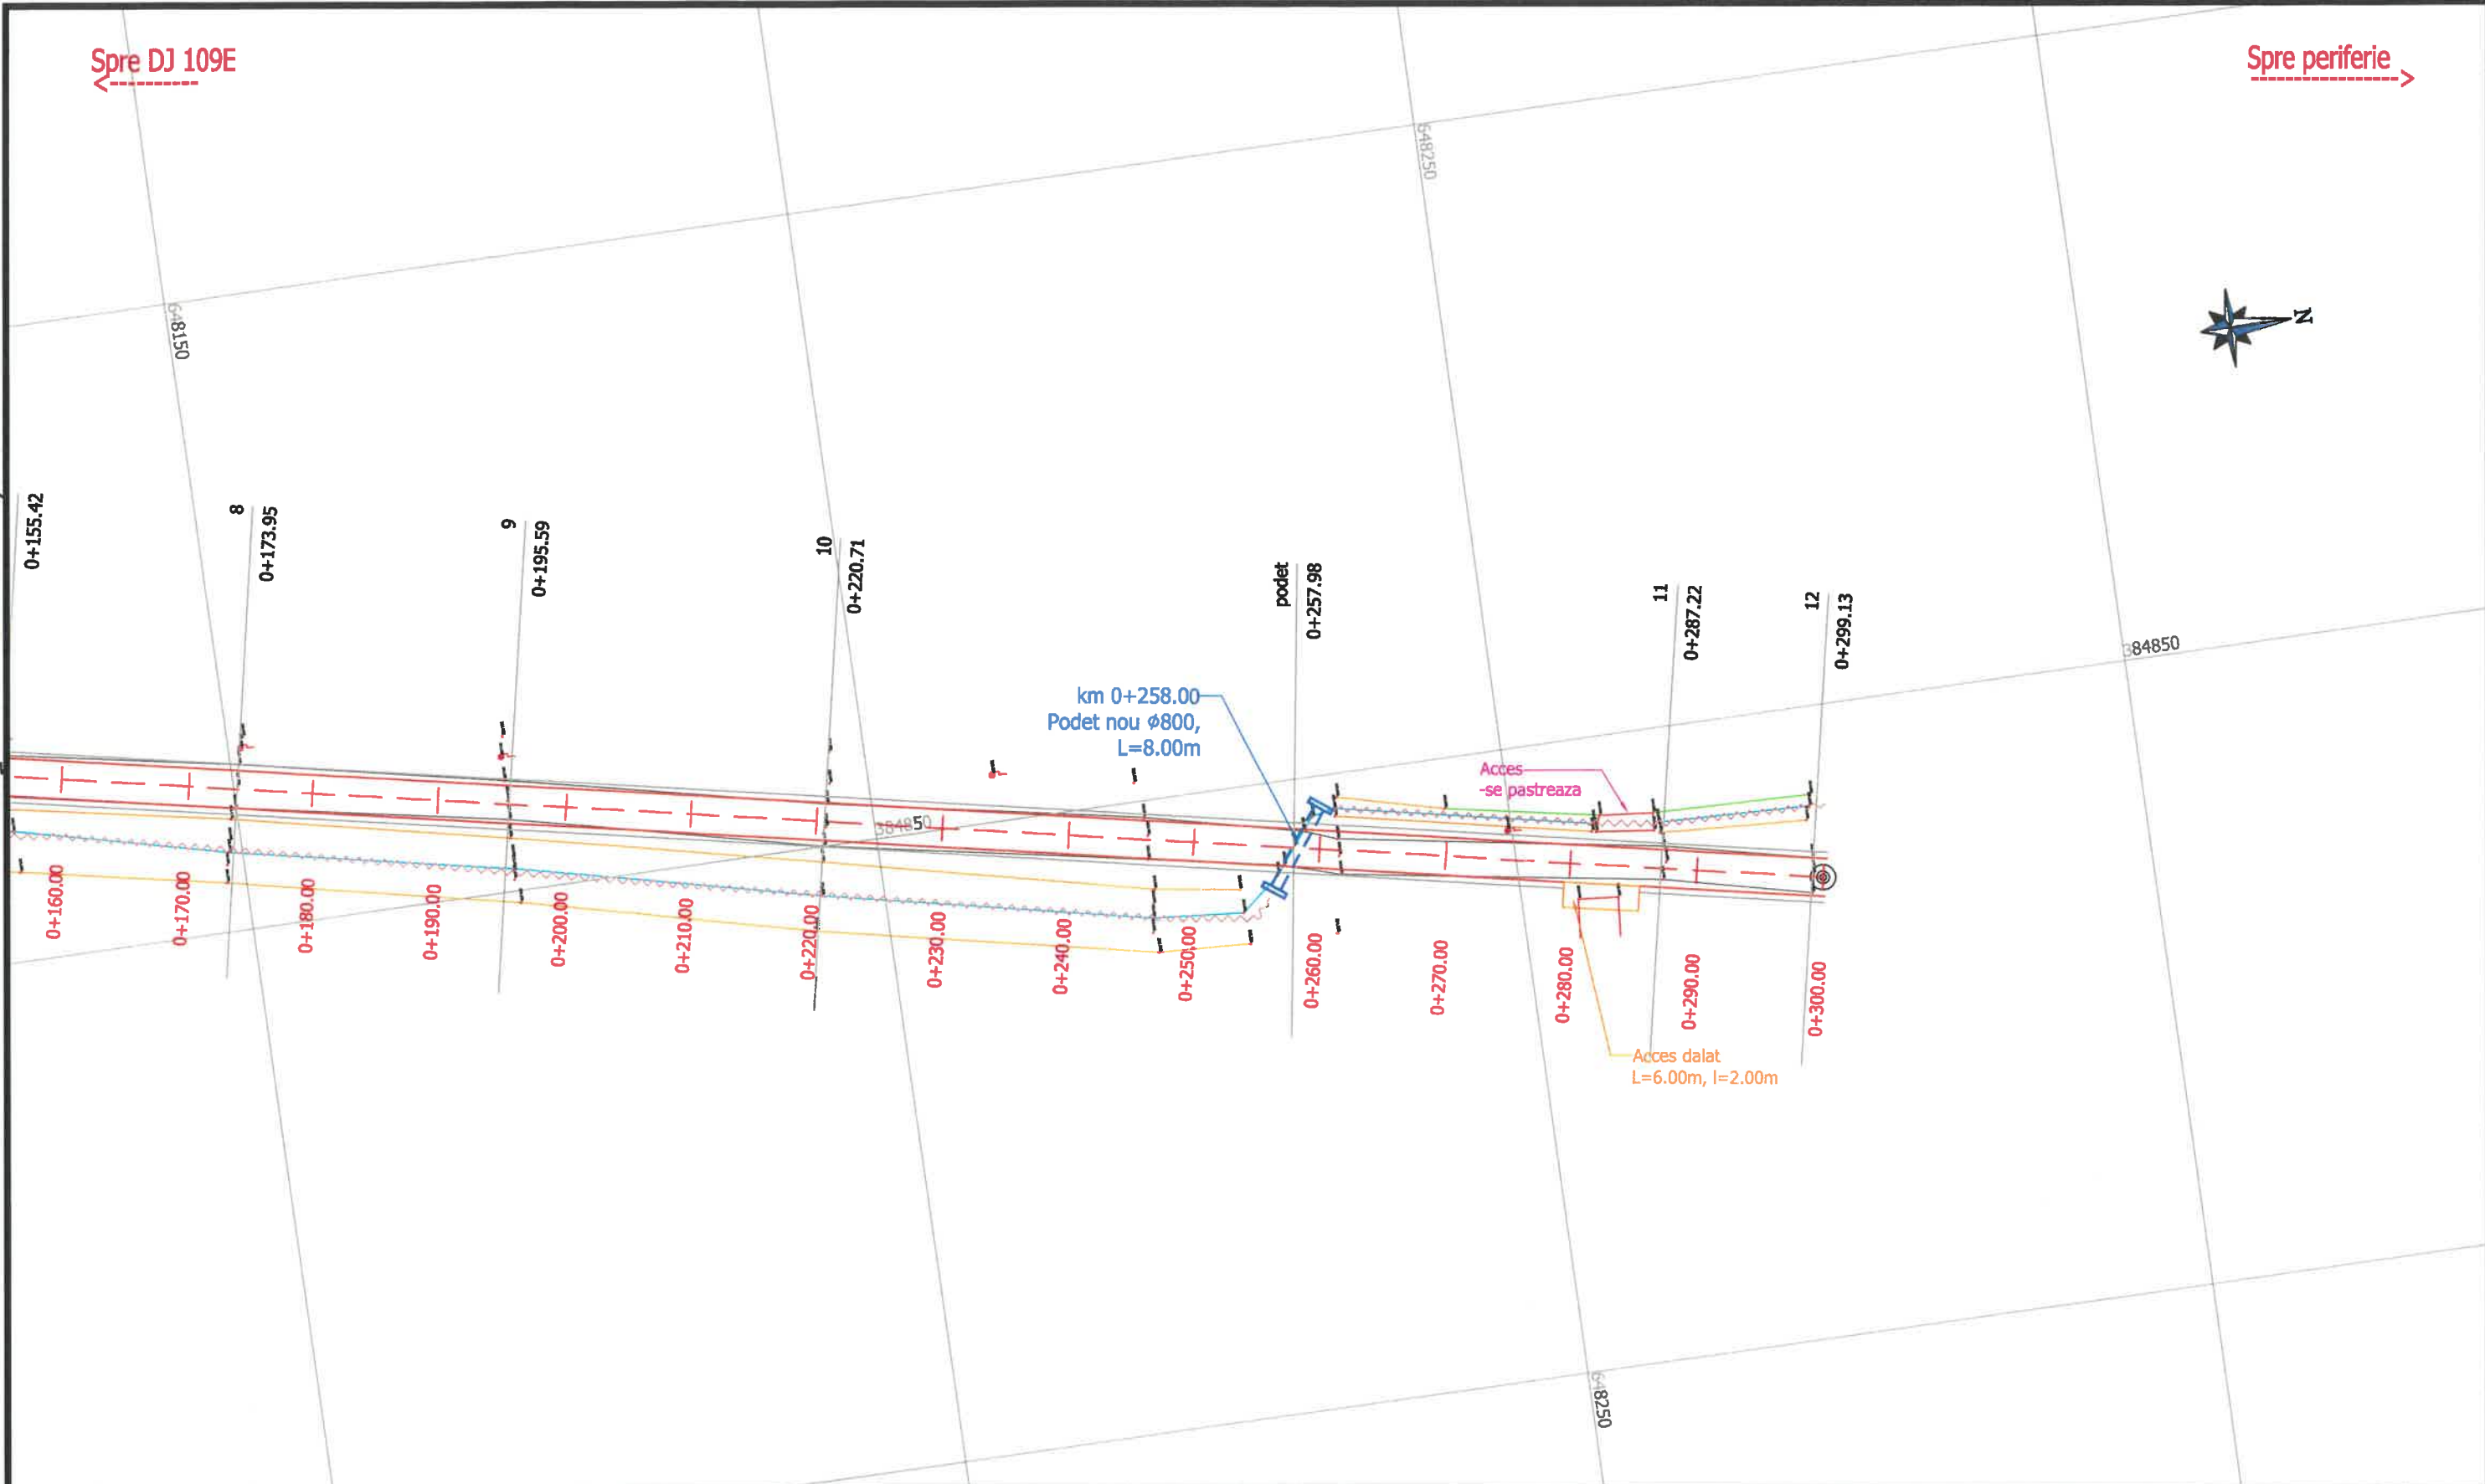 Spre DJ 109E
Spre periferie
648250
648150
N
0+155.42
8
0+173.95
9
0+195.59
10
0+220.71
podet
0+257.98
11
0+287.22
12
0+299.13
384850
km 0+258.00
Podet nou ϕ800,
L=8.00m
Acces
-se pastreaza
384850
0+160.00
0+170.00
0+180.00
0+190.00
0+200.00
0+210.00
0+220.00
0+230.00
0+240.00
0+250.00
0+260.00
0+270.00
0+280.00
0+290.00
0+300.00
Acces dalat
L=6.00m, l=2.00m
648250